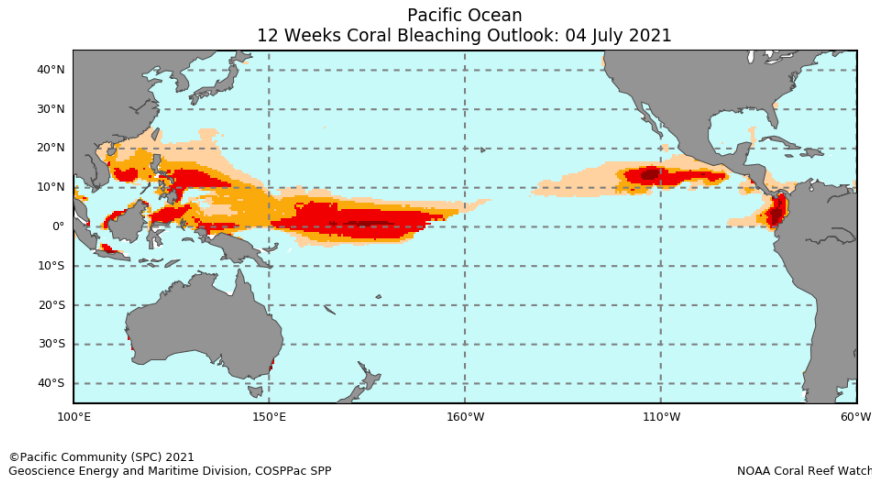 Pacific Ocean
12 Weeks Coral Bleaching Outlook: 04 July 2021
40°N
30°N
20°N
10°N
0°
10°S
20°S
30°S
40°S
100°E 150°E 160°W 110°W 60°W
©Pacific Community (SPC) 2021
Geoscience Energy and Maritime Division, COSPPac SPP
NOAA Coral Reef Watch